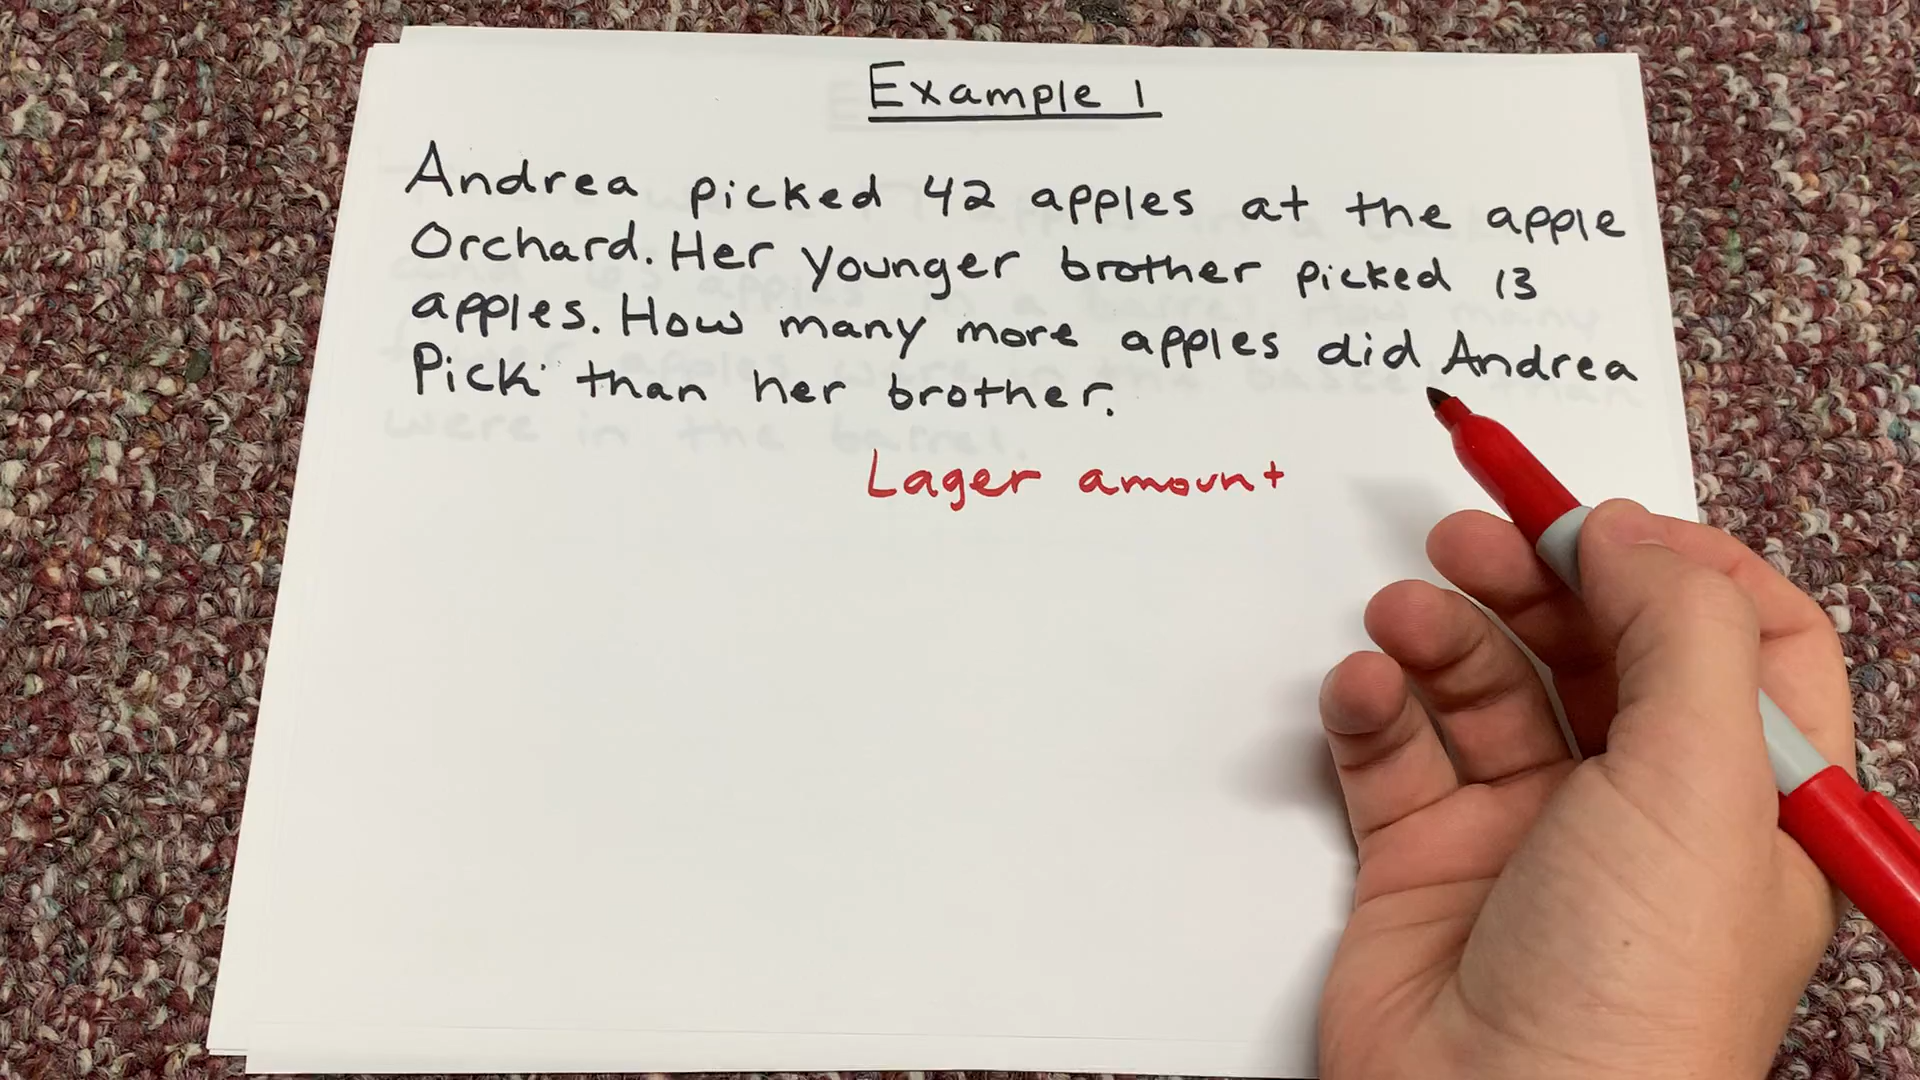 Example 1
Andrea picked 42 apples at the apple
Orchard. Her younger brother picked 13
apples. How many more apples did Andrea
Pick than her brother.
Lager amount